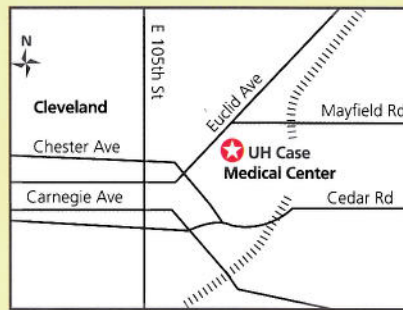 N
E 105th St
Euclid Ave
Cleveland
Mayfield Rd
Chester Ave
UH Case
Medical Center
Carnegie Ave
Cedar Rd